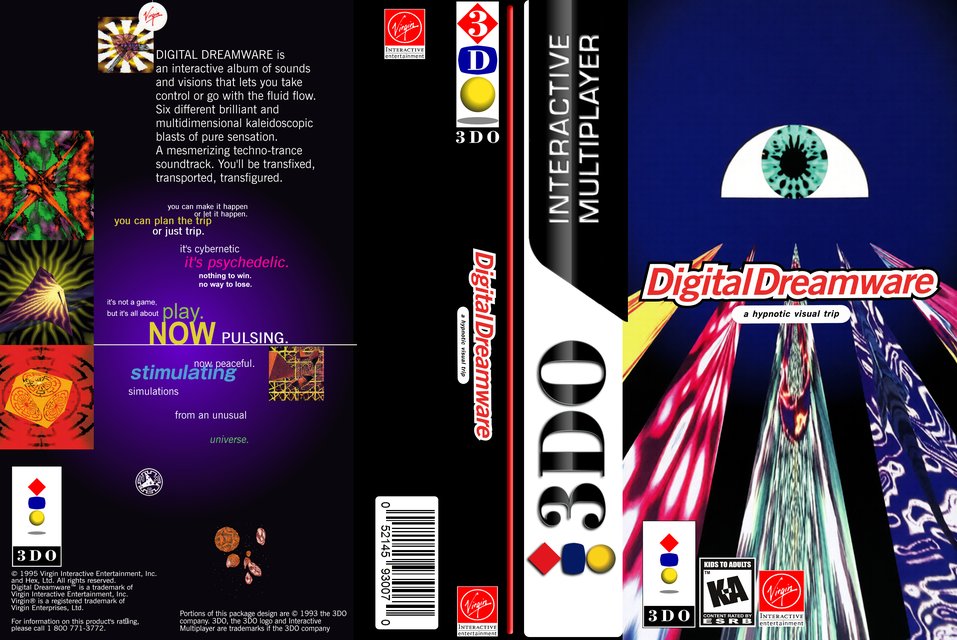 Virgin
DIGITAL DREAMWARE is
an interactive album of sounds
and visions that lets you take
control or go with the fluid flow.
Six different brilliant and
multidimensional kaleidoscopic
blasts of pure sensation.
A mesmerizing techno-trance
soundtrack. You'll be transfixed,
transported, transfigured.
you can make it happen
or let it happen.
you can plan the trip
or just trip.
it's cybernetic
it's psychedelic.
nothing to win.
no way to lose.
it's not a game,
but it's all about play.
NOW PULSING.
now peaceful.
stimulating
simulations
from an unusual
universe.
3DO
© 1995 Virgin Interactive Entertainment, Inc.
and Hex, Ltd. All rights reserved.
Digital Dreamware™ is a trademark of
Virgin Interactive Entertainment, Inc.
Virgin® is a registered trademark of
Virgin Enterprises, Ltd.
For information on this product's rating,
please call 1 800 771-3772.
Portions of this package design are © 1993 the 3DO
company. 3DO, the 3DO logo and Interactive
Multiplayer are trademarks if the 3DO company
Virgin
INTERACTIVE
entertainment
3
D
3DO
Digital Dreamware
a hypnotic visual trip
0 52145 93007 0
Virgin
INTERACTIVE
entertainment
INTERACTIVE
MULTIPLAYER
3DO
Digital Dreamware
a hypnotic visual trip
3DO
KIDS TO ADULTS
TM
K-A
CONTENT RATED BY
ESRB
Virgin
INTERACTIVE
entertainment